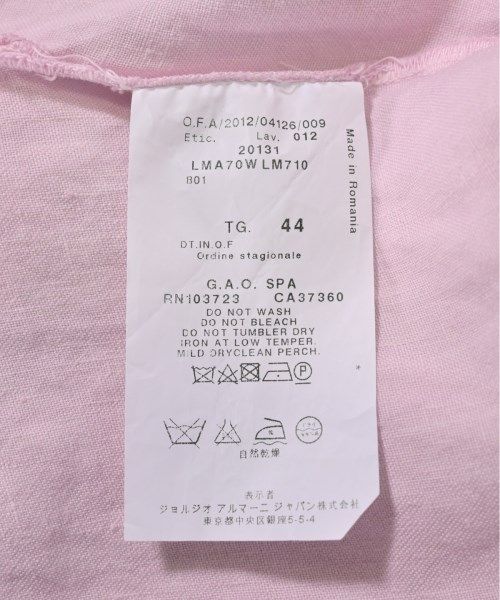 O.F.A/2012/04126/009
Etic. Lav. 012
20131
LMA70W LM710
B01
Made in Romania
TG. 44
DT.IN.O.F
Ordine stagionale
G.A.O. SPA
RN103723 CA37360
DO NOT WASH
DO NOT BLEACH
DO NOT TUMBLER DRY
IRON AT LOW TEMPER.
MILD DRYCLEAN PERCH.
P
自然乾燥
表示者
ジョルジオ アルマーニ ジャパン株式会社
東京都中央区銀座5-5-4